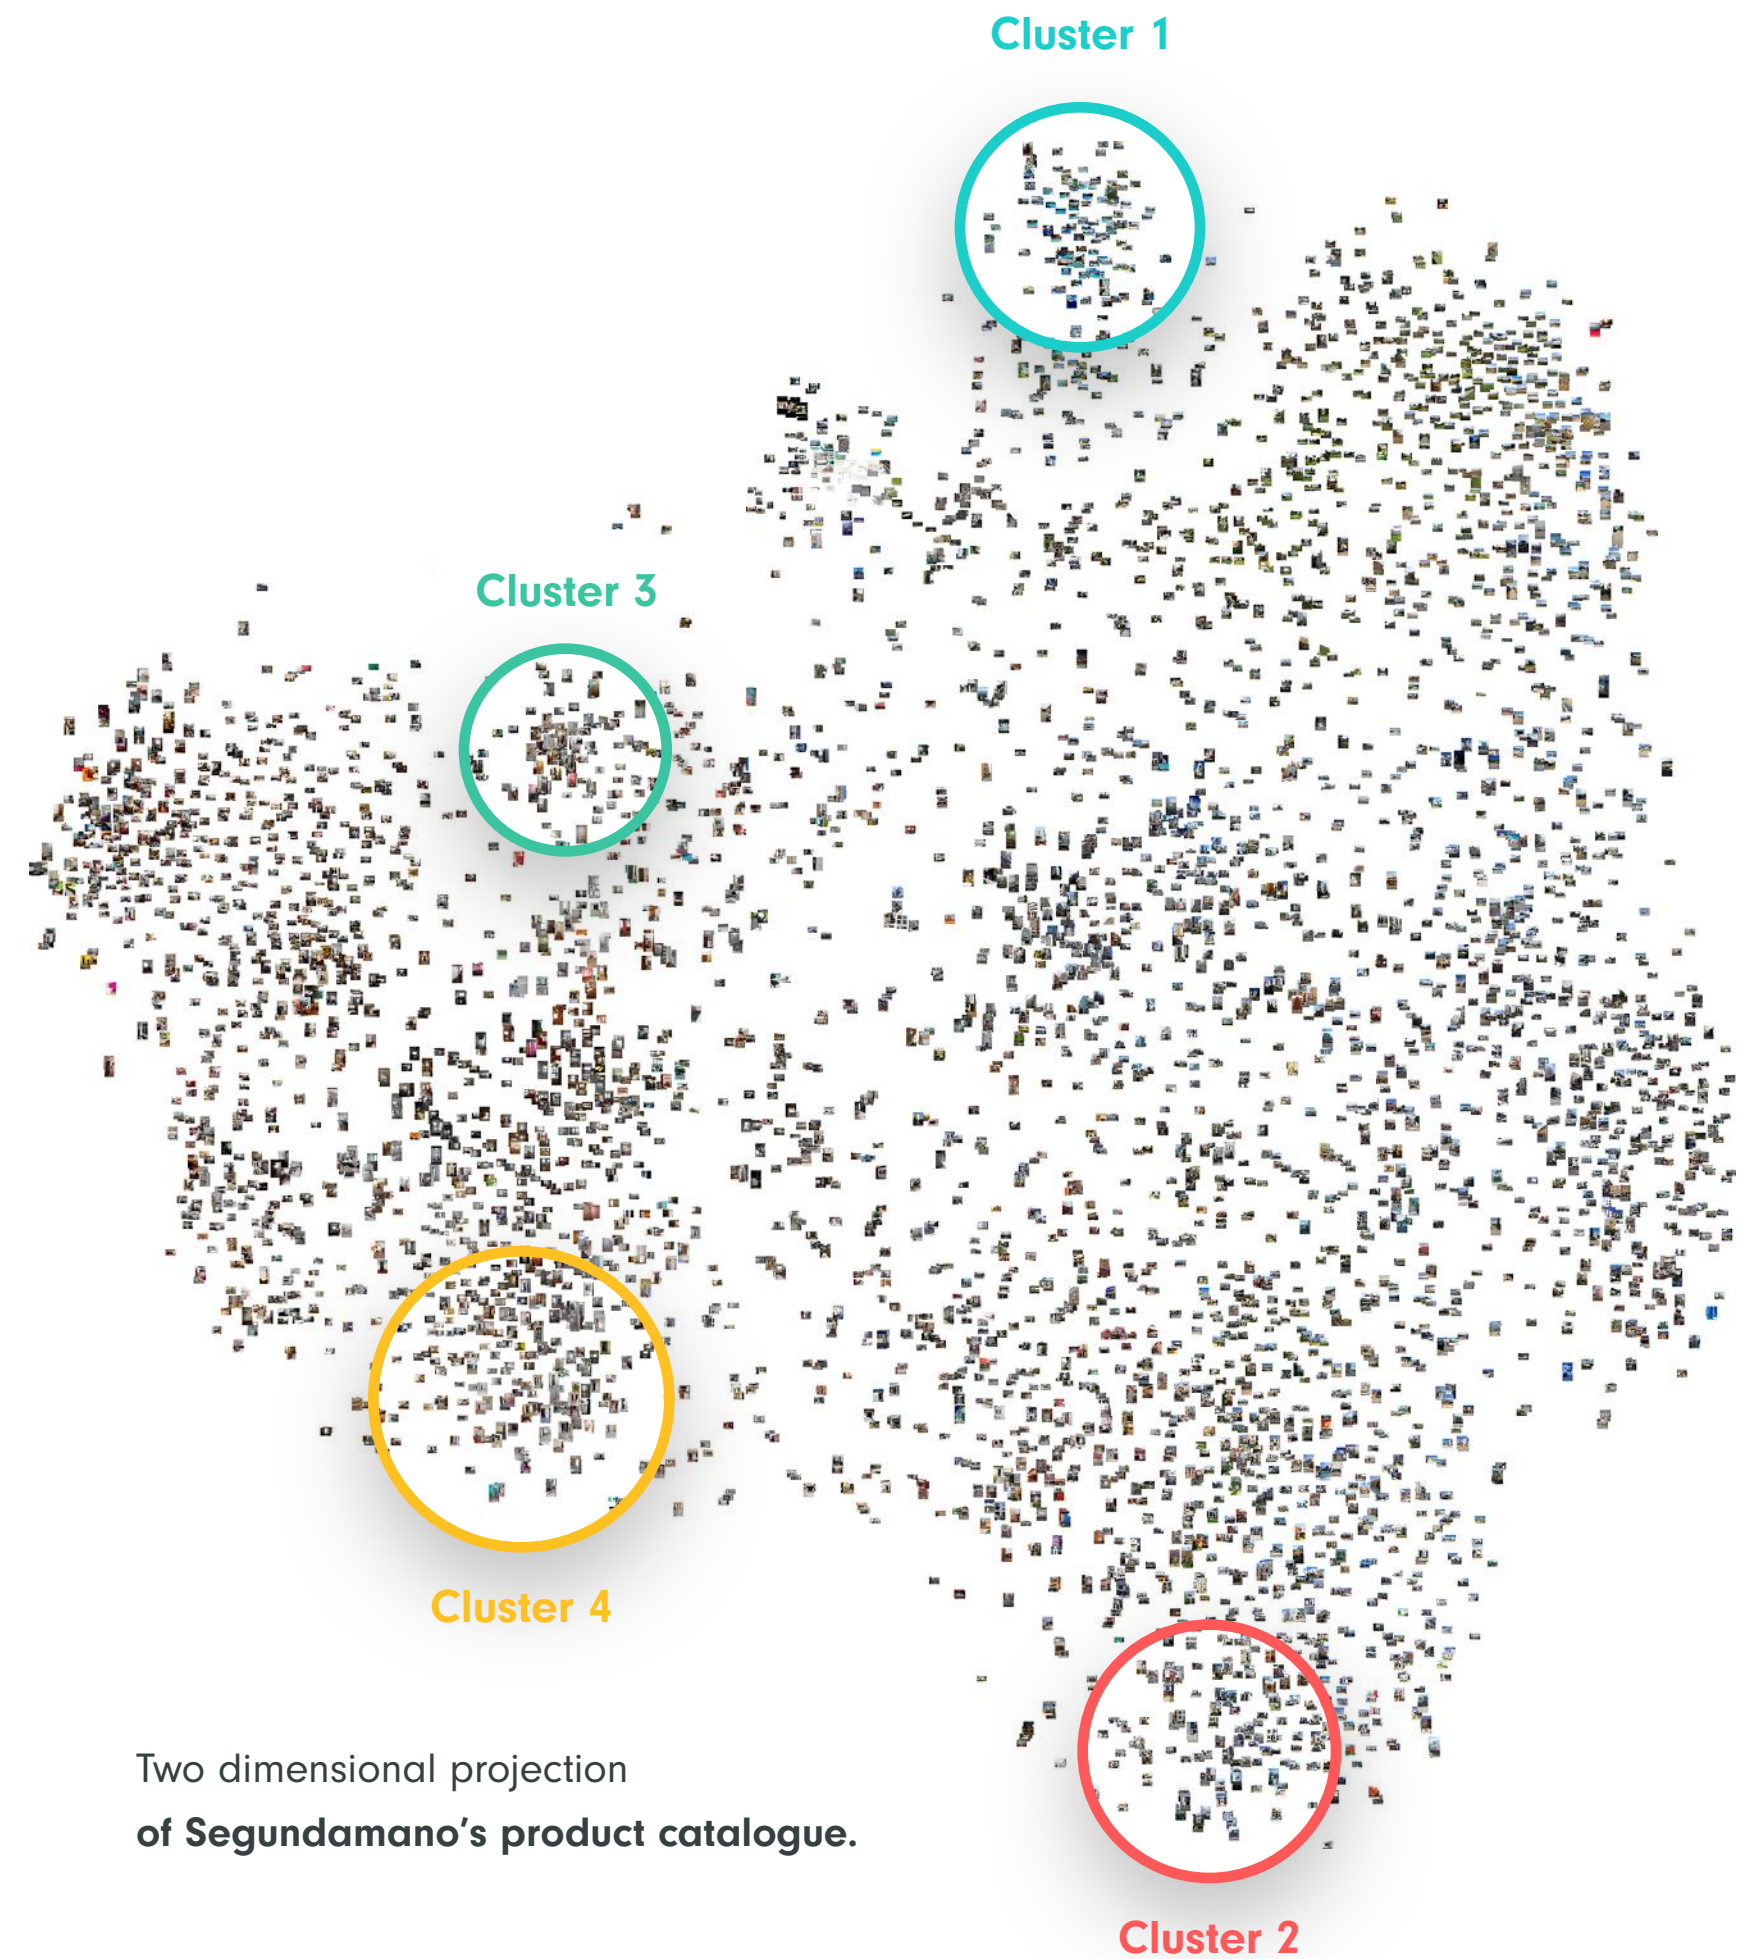 Cluster 1
Cluster 3
Cluster 4
Two dimensional projection
of Segundamano’s product catalogue.
Cluster 2